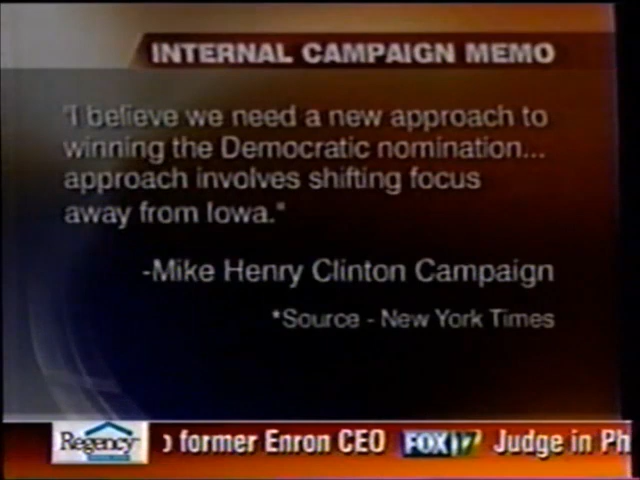 INTERNAL CAMPAIGN MEMO
"I believe we need a new approach to
winning the Democratic nomination...
approach involves shifting focus
away from Iowa."
-Mike Henry Clinton Campaign
*Source - New York Times
Regency o former Enron CEO FOX 17 Judge in Ph